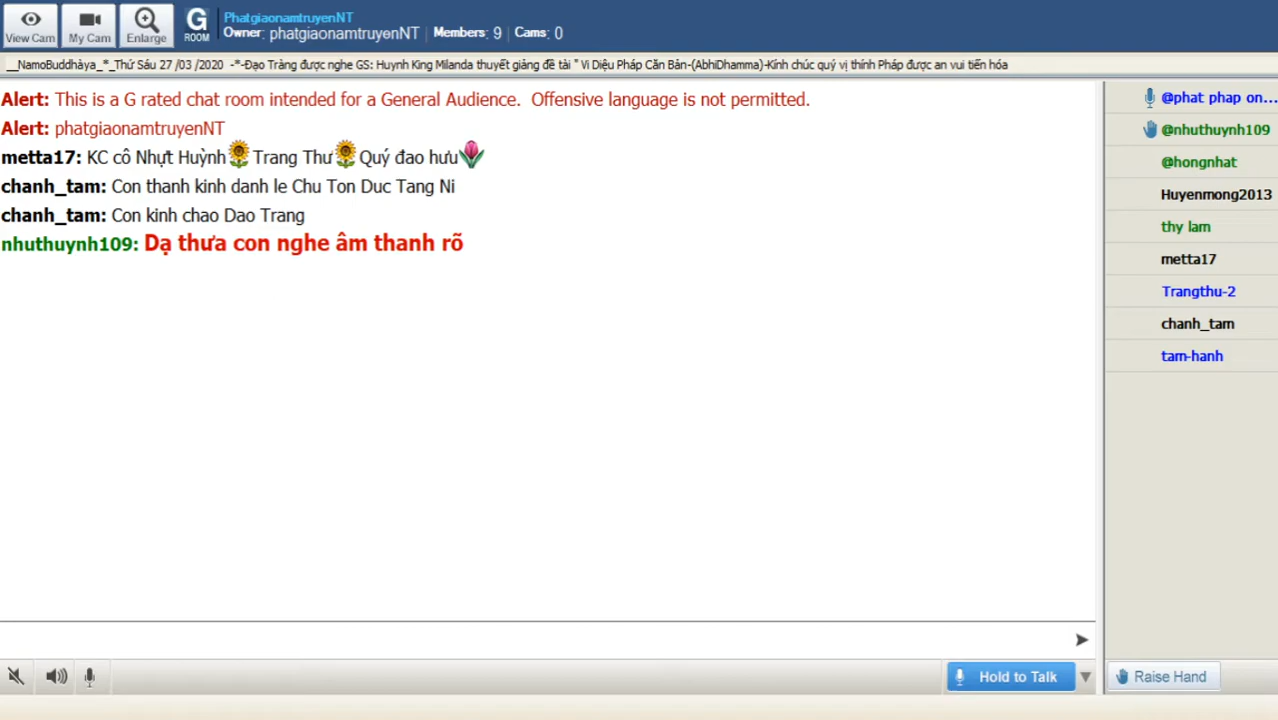 View Cam
My Cam
Enlarge
G
ROOM
PhatgiaonamtruyenNT
Owner: phatgiaonamtruyenNT | Members: 9 | Cams: 0
__NamoBuddhàya_*_Thứ Sáu 27 /03 /2020 -*-Đạo Tràng được nghe GS: Huynh King Milanda thuyết giảng đề tài " Vi Diệu Pháp Căn Bản-(AbhiDhamma)-Kính chúc quý vị thính Pháp được an vui tiến hóa
Alert: This is a G rated chat room intended for a General Audience. Offensive language is not permitted.
Alert: phatgiaonamtruyenNT
metta17: KC cô Nhựt Huỳnh🌻Trang Thư🌻Quý đao hưu🌷
chanh_tam: Con thanh kinh danh le Chu Ton Duc Tang Ni
chanh_tam: Con kinh chao Dao Trang
nhuthuynh109: Dạ thưa con nghe âm thanh rõ
@phat phap on...
@nhuthuynh109
@hongnhat
Huyenmong2013
thy lam
metta17
Trangthu-2
chanh_tam
tam-hanh
Hold to Talk
Raise Hand